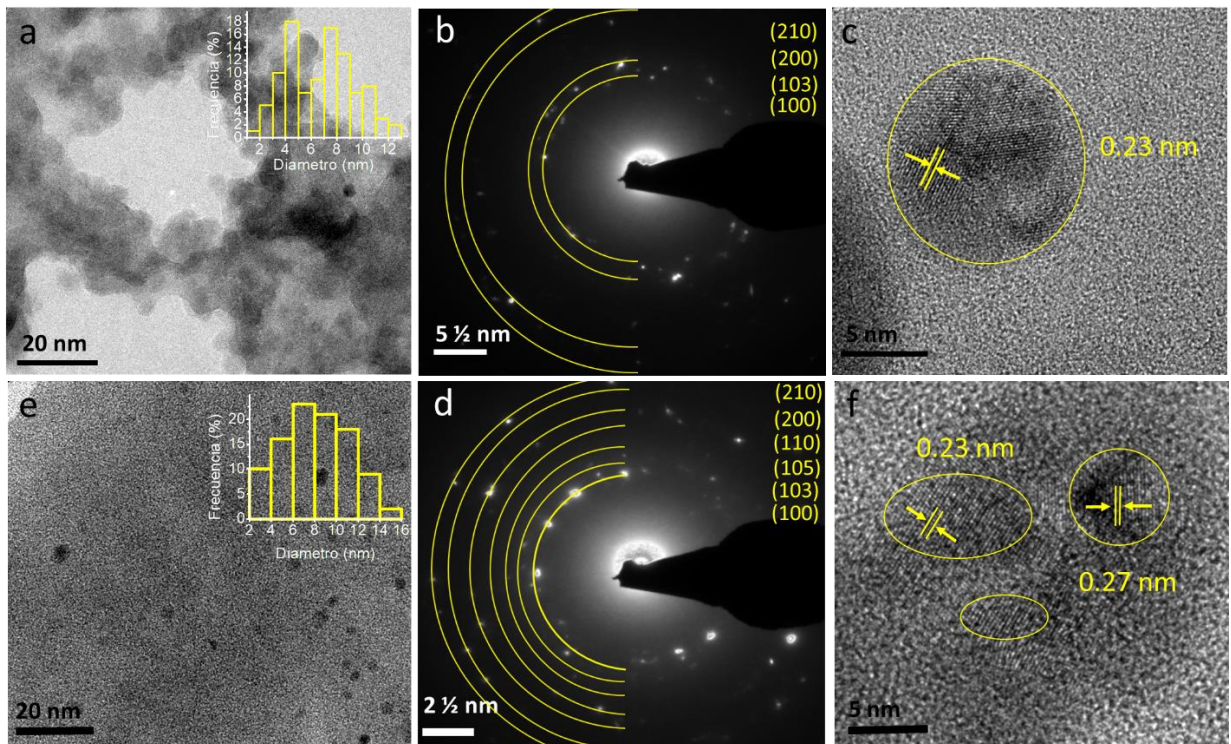 a
Frecuencia (%)
18
16
14
12
10
8
6
4
2
0
2 4 6 8 10 12
Diametro (nm)
20 nm
b
(210)
(200)
(103)
(100)
5 ½ nm
c
0.23 nm
5 nm
e
Frecuencia (%)
20
15
10
5
0
2 4 6 8 10 12 14 16
Diametro (nm)
20 nm
d
(210)
(200)
(110)
(105)
(103)
(100)
2 ½ nm
f
0.23 nm
0.27 nm
5 nm